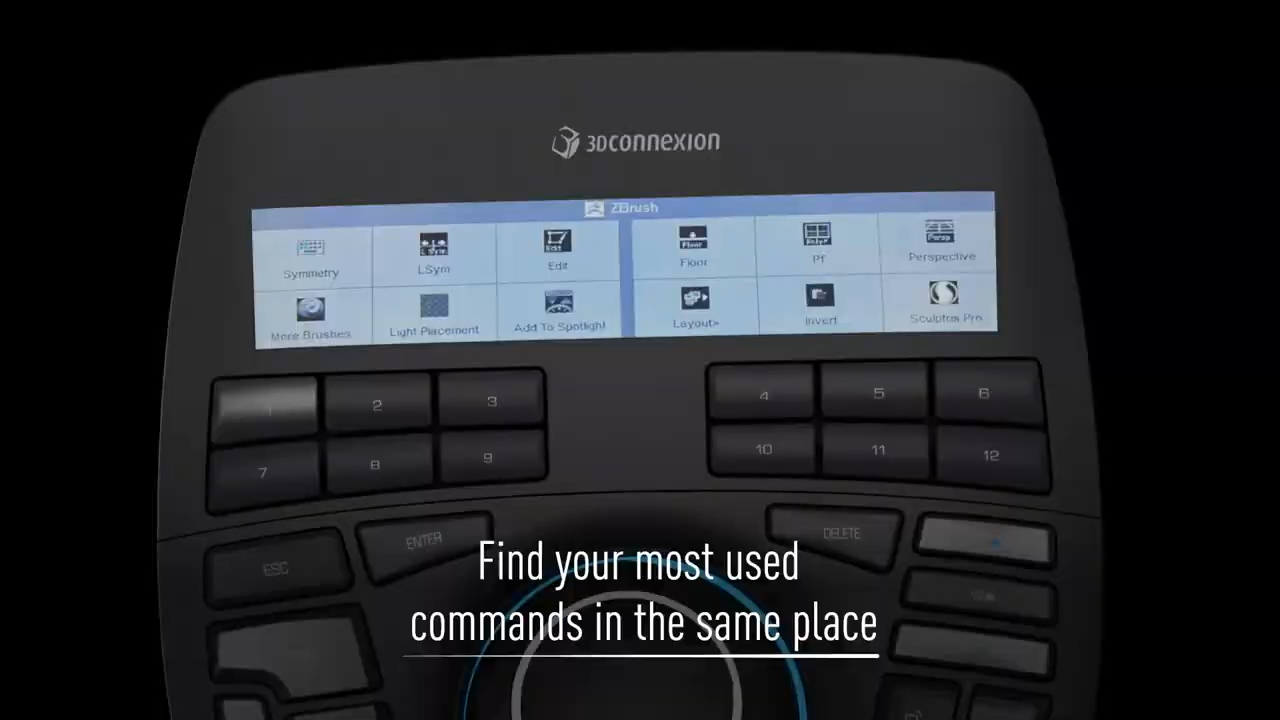 3Dconnexion
ZBrush
Symmetry LSym Edit Floor Pf Perspective
More Brushes Light Placement Add To Spotlight Layout> Invert Sculptris Pro
1 2 3 4 5 6
7 8 9 10 11 12
ESC ENTER DELETE
Find your most used
commands in the same place